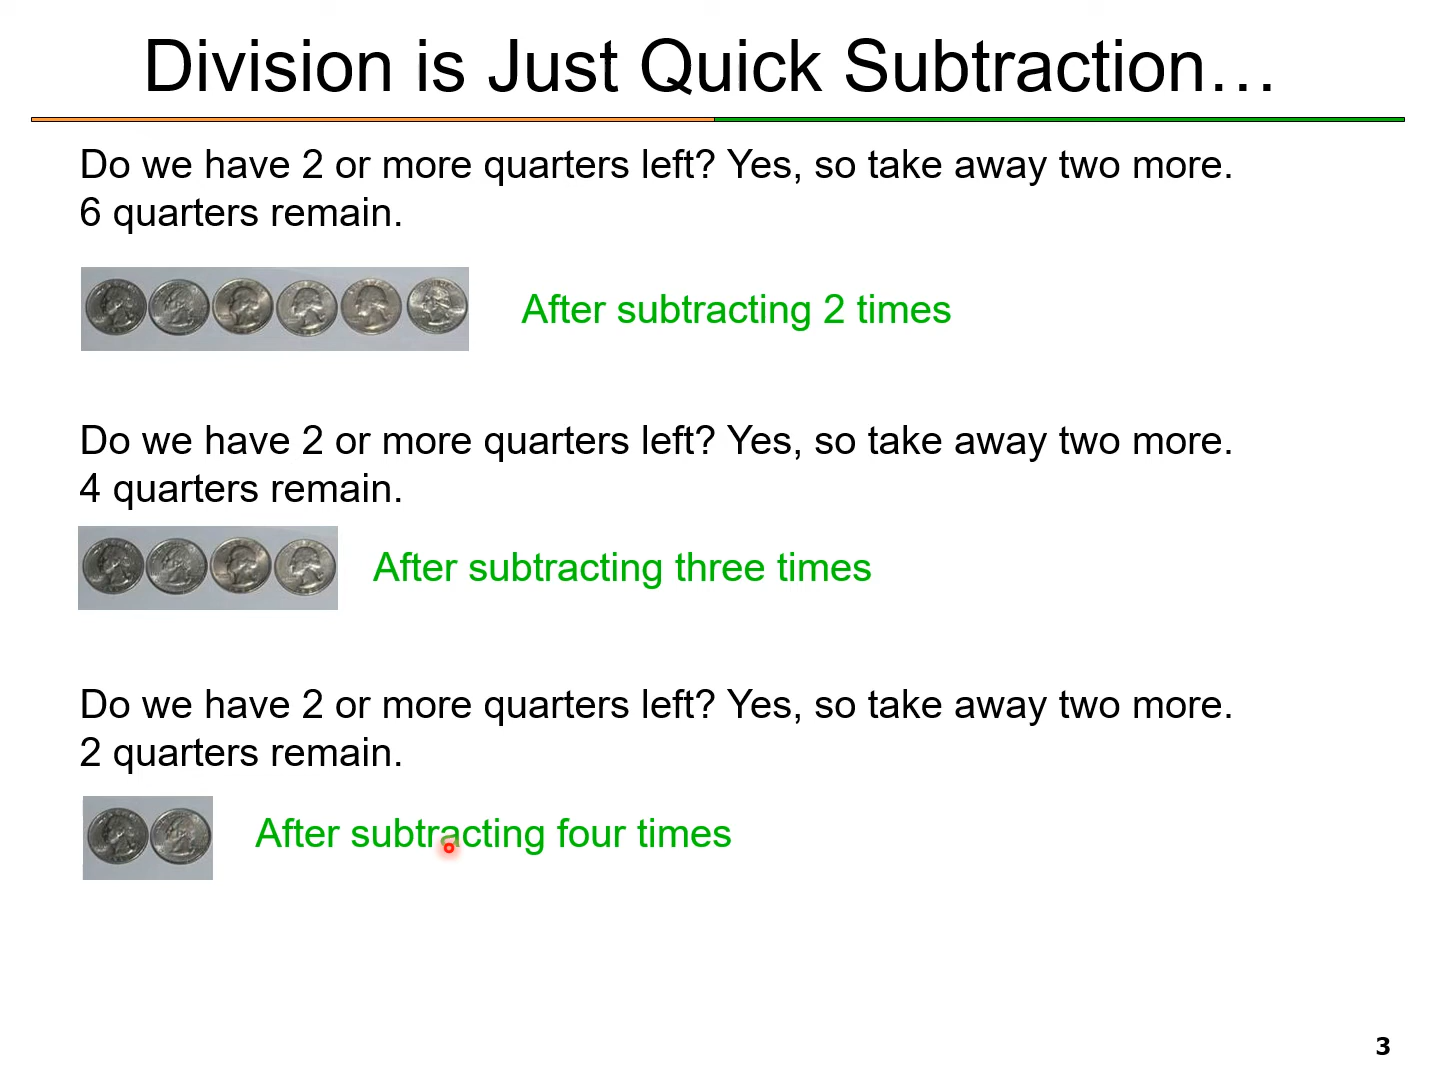 Division is Just Quick Subtraction…
Do we have 2 or more quarters left? Yes, so take away two more.
6 quarters remain.
After subtracting 2 times
Do we have 2 or more quarters left? Yes, so take away two more.
4 quarters remain.
After subtracting three times
Do we have 2 or more quarters left? Yes, so take away two more.
2 quarters remain.
After subtracting four times
3